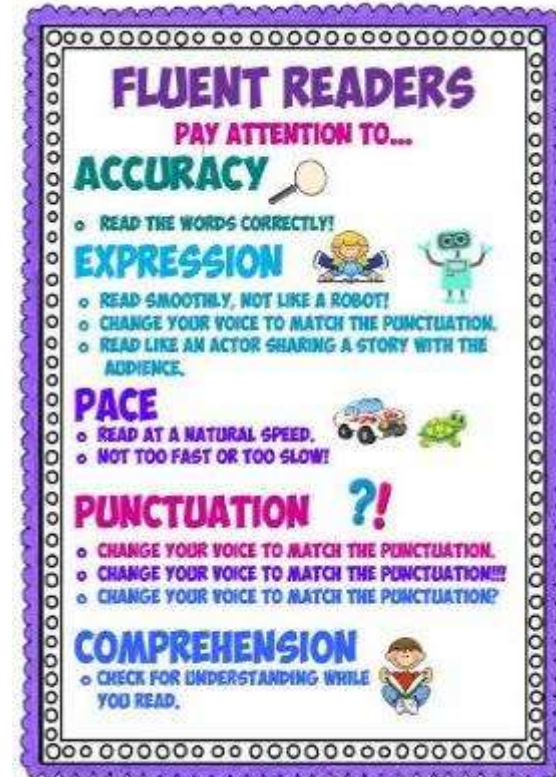 FLUENT READERS
PAY ATTENTION TO...
ACCURACY
o READ THE WORDS CORRECTLY!
EXPRESSION
o READ SMOOTHLY, NOT LIKE A ROBOT!
o CHANGE YOUR VOICE TO MATCH THE PUNCTUATION.
o READ LIKE AN ACTOR SHARING A STORY WITH THE
AUDIENCE.
PACE
o READ AT A NATURAL SPEED.
o NOT TOO FAST OR TOO SLOW!
PUNCTUATION ?!
o CHANGE YOUR VOICE TO MATCH THE PUNCTUATION.
o CHANGE YOUR VOICE TO MATCH THE PUNCTUATION!!!
o CHANGE YOUR VOICE TO MATCH THE PUNCTUATION?
COMPREHENSION
o CHECK FOR UNDERSTANDING WHILE
YOU READ.